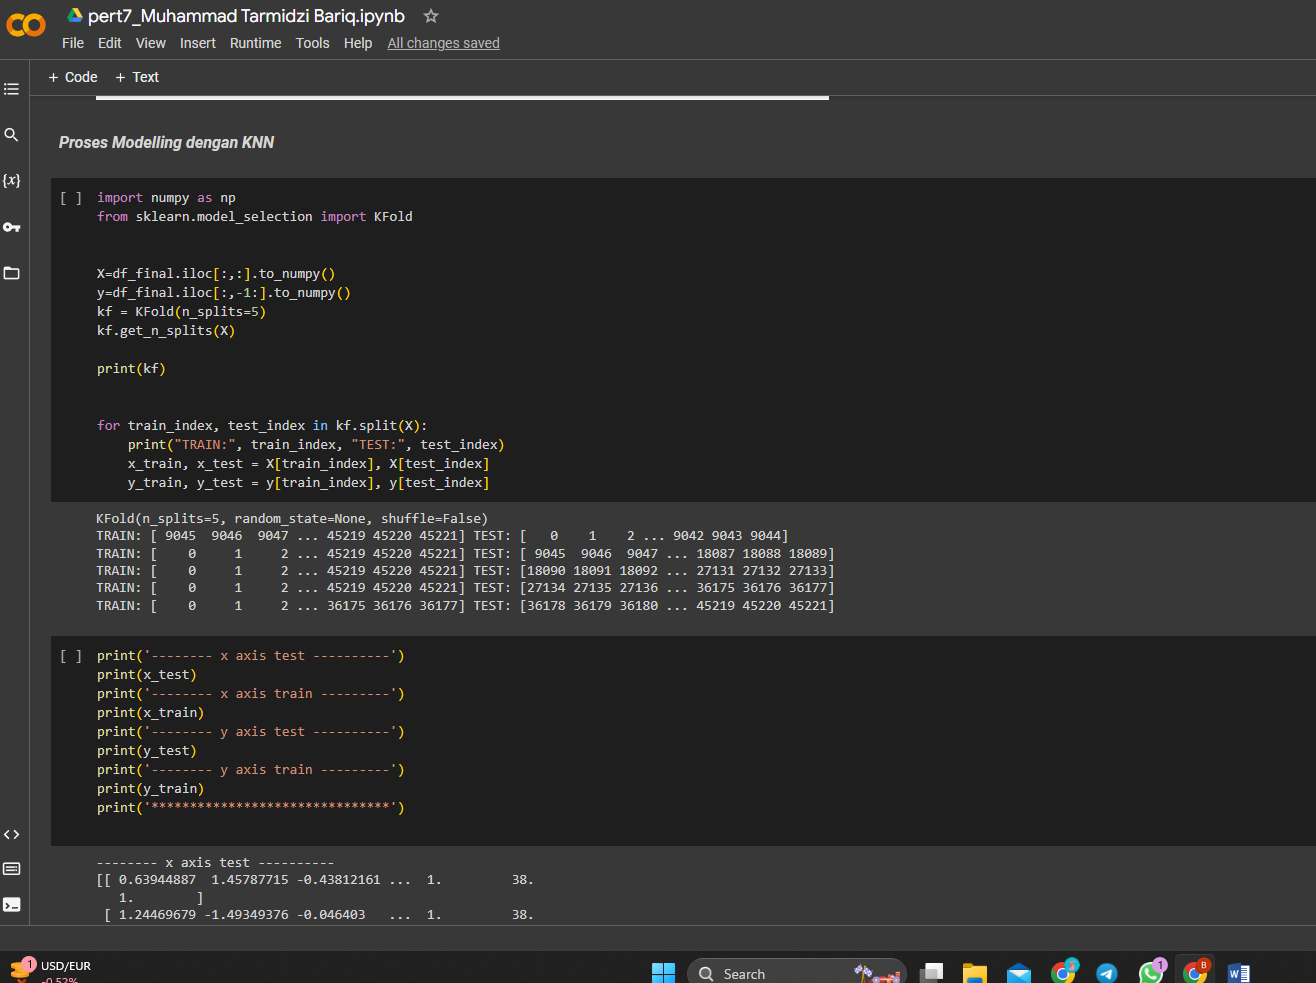 pert7_Muhammad Tarmidzi Bariq.ipynb
File Edit View Insert Runtime Tools Help All changes saved
+ Code + Text
Proses Modelling dengan KNN
[ ] import numpy as np
from sklearn.model_selection import KFold
X=df_final.iloc[:,:].to_numpy()
y=df_final.iloc[:,-1:].to_numpy()
kf = KFold(n_splits=5)
kf.get_n_splits(X)
print(kf)
for train_index, test_index in kf.split(X):
    print("TRAIN:", train_index, "TEST:", test_index)
    x_train, x_test = X[train_index], X[test_index]
    y_train, y_test = y[train_index], y[test_index]
KFold(n_splits=5, random_state=None, shuffle=False)
TRAIN: [ 9045  9046  9047 ... 45219 45220 45221] TEST: [   0    1    2 ... 9042 9043 9044]
TRAIN: [    0     1     2 ... 45219 45220 45221] TEST: [ 9045  9046  9047 ... 18087 18088 18089]
TRAIN: [    0     1     2 ... 45219 45220 45221] TEST: [18090 18091 18092 ... 27131 27132 27133]
TRAIN: [    0     1     2 ... 45219 45220 45221] TEST: [27134 27135 27136 ... 36175 36176 36177]
TRAIN: [    0     1     2 ... 36175 36176 36177] TEST: [36178 36179 36180 ... 45219 45220 45221]
[ ] print('-------- x axis test ----------')
print(x_test)
print('-------- x axis train ---------')
print(x_train)
print('-------- y axis test ----------')
print(y_test)
print('-------- y axis train ---------')
print(y_train)
print('*******************************')
-------- x axis test ----------
[[ 0.63944887  1.45787715 -0.43812161 ...  1.         38.
   1.        ]
 [ 1.24469679 -1.49349376 -0.046403   ...  1.         38.
1 USD/EUR
-0.52%
Search
1
B
1